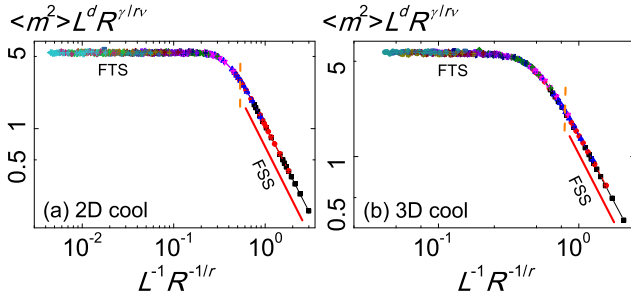 <m²>L^d R^{γ/rν} <m²>L^d R^{γ/rν}
5
FTS
1
0.5
FSS
(a) 2D cool
10⁻² 10⁻¹ 10⁰
L⁻¹R^{-1/r}
5
FTS
1
0.5
FSS
(b) 3D cool
10⁻¹ 10⁰
L⁻¹R^{-1/r}